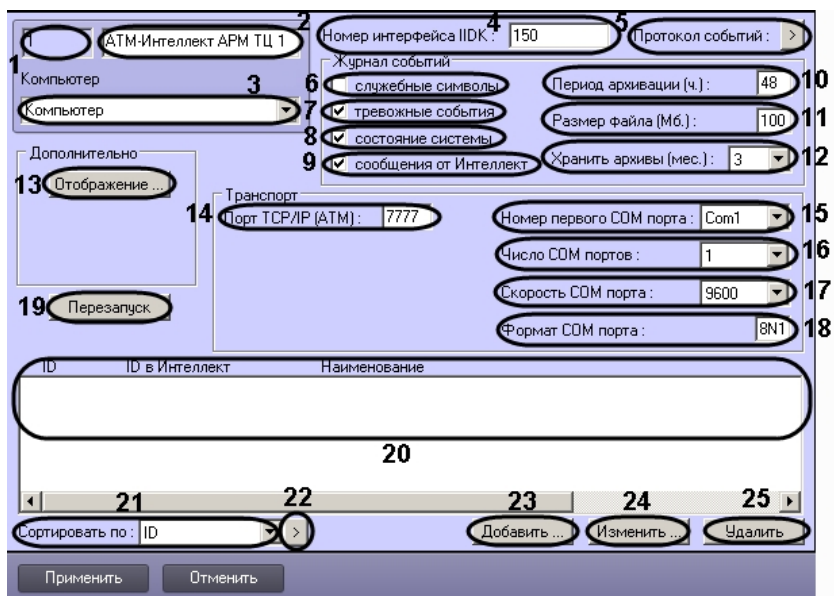 1 АТМ-Интеллект АРМ ТЦ 1 2
1
Компьютер
3
Компьютер
4
Номер интерфейса IIDK : 150
5
Протокол событий : >
Журнал событий
6 служебные символы
7 тревожные события
8 состояние системы
9 сообщения от Интеллект
Период архивации (ч.) : 48 10
Размер файла (Мб.) : 100 11
Хранить архивы (мес.) : 3 12
Дополнительно
13 Отображение ...
Транспорт
14 Порт TCP/IP (ATM) : 7777
Номер первого COM порта : Com1 15
Число COM портов : 1 16
Скорость COM порта : 9600 17
Формат COM порта : 8N1 18
19 Перезапуск
ID ID в Интеллект Наименование
20
21 22 23 24 25
Сортировать по : ID > Добавить ... Изменить ... Удалить
Применить Отменить